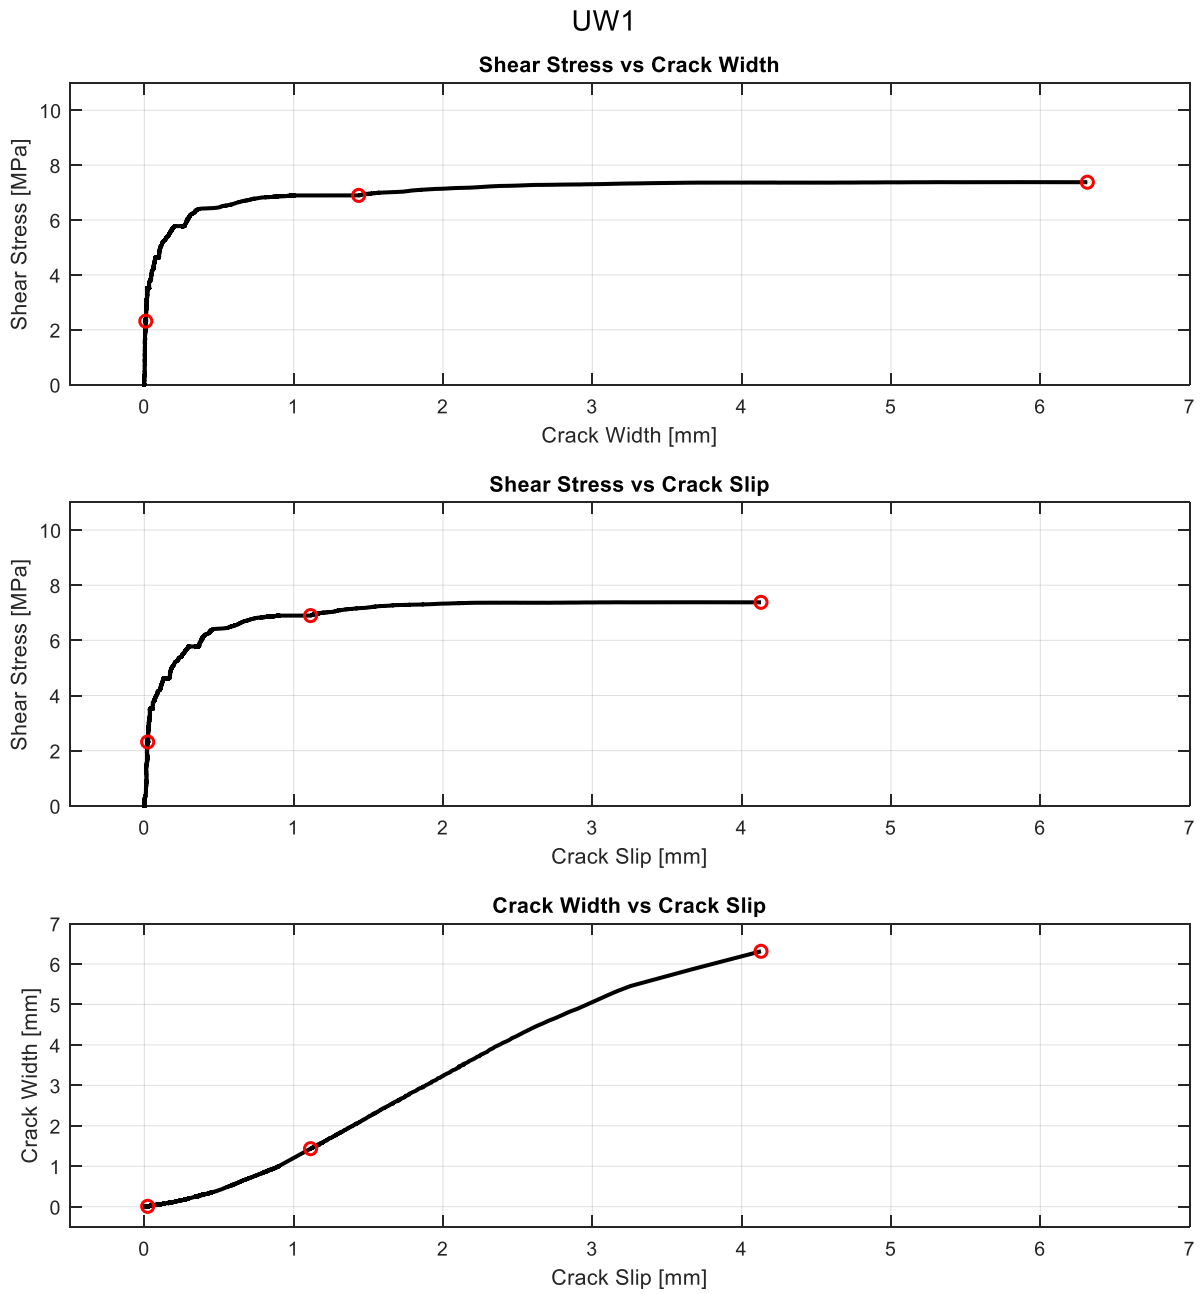 UW1
Shear Stress vs Crack Width
10
8
6
4
2
0
Shear Stress [MPa]
0 1 2 3 4 5 6 7
Crack Width [mm]
Shear Stress vs Crack Slip
10
8
6
4
2
0
Shear Stress [MPa]
0 1 2 3 4 5 6 7
Crack Slip [mm]
Crack Width vs Crack Slip
7
6
5
4
3
2
1
0
Crack Width [mm]
0 1 2 3 4 5 6 7
Crack Slip [mm]